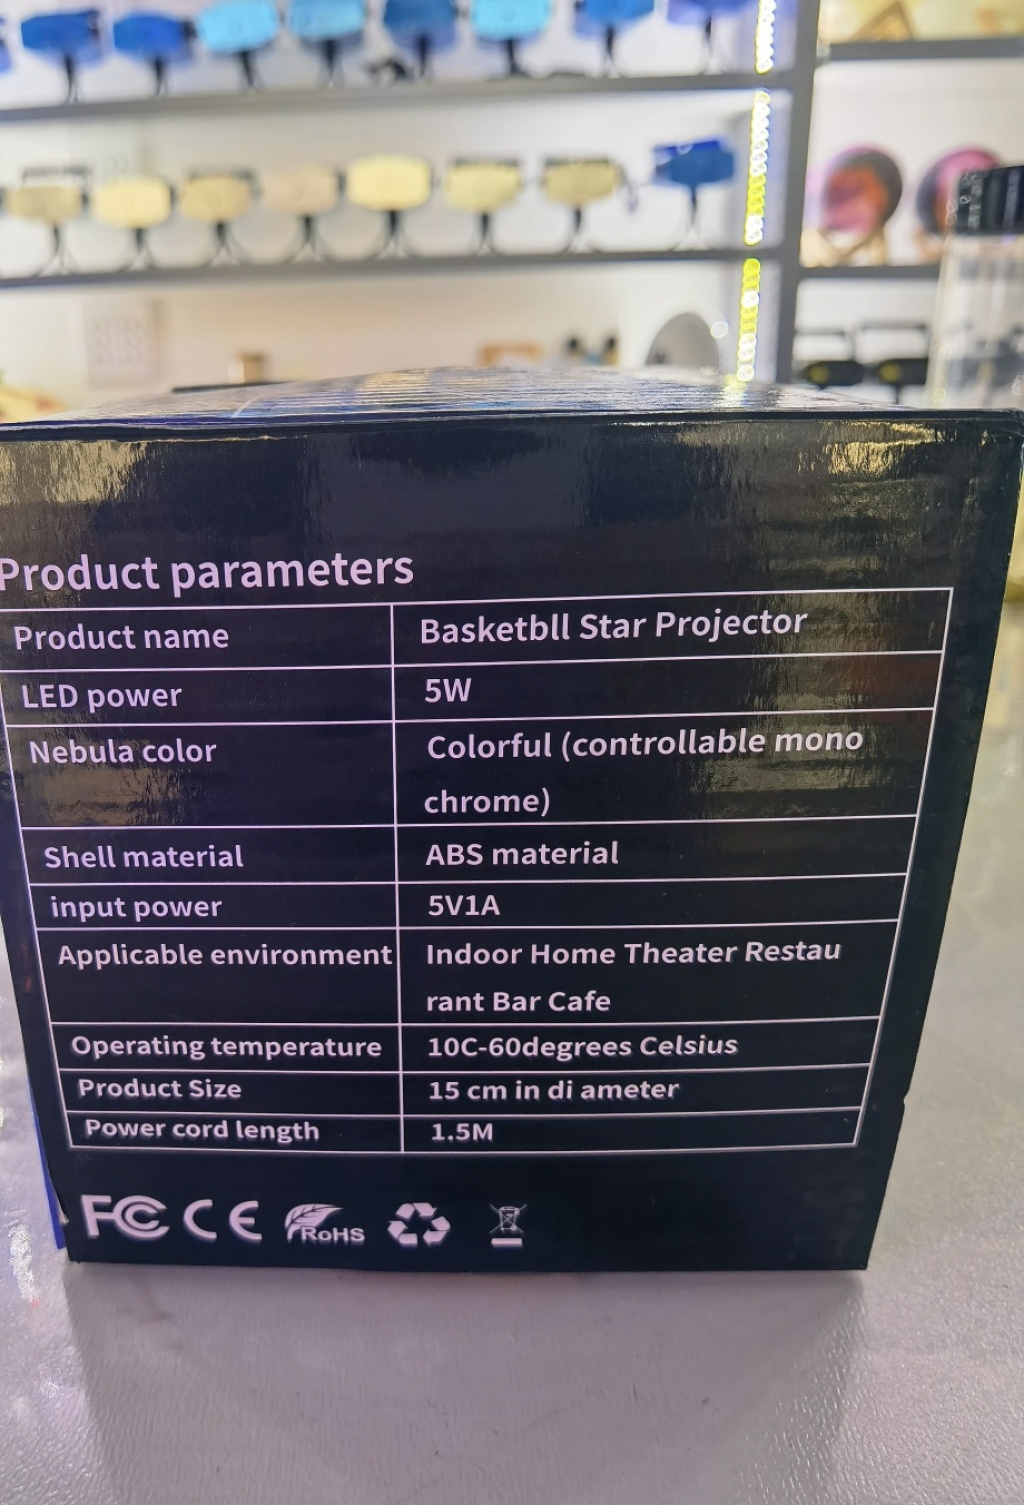 Product parameters
Product name Basketbll Star Projector
LED power 5W
Nebula color Colorful (controllable mono
chrome)
Shell material ABS material
input power 5V1A
Applicable environment Indoor Home Theater Restau
rant Bar Cafe
Operating temperature 10C-60degrees Celsius
Product Size 15 cm in di ameter
Power cord length 1.5M
FC CE RoHS